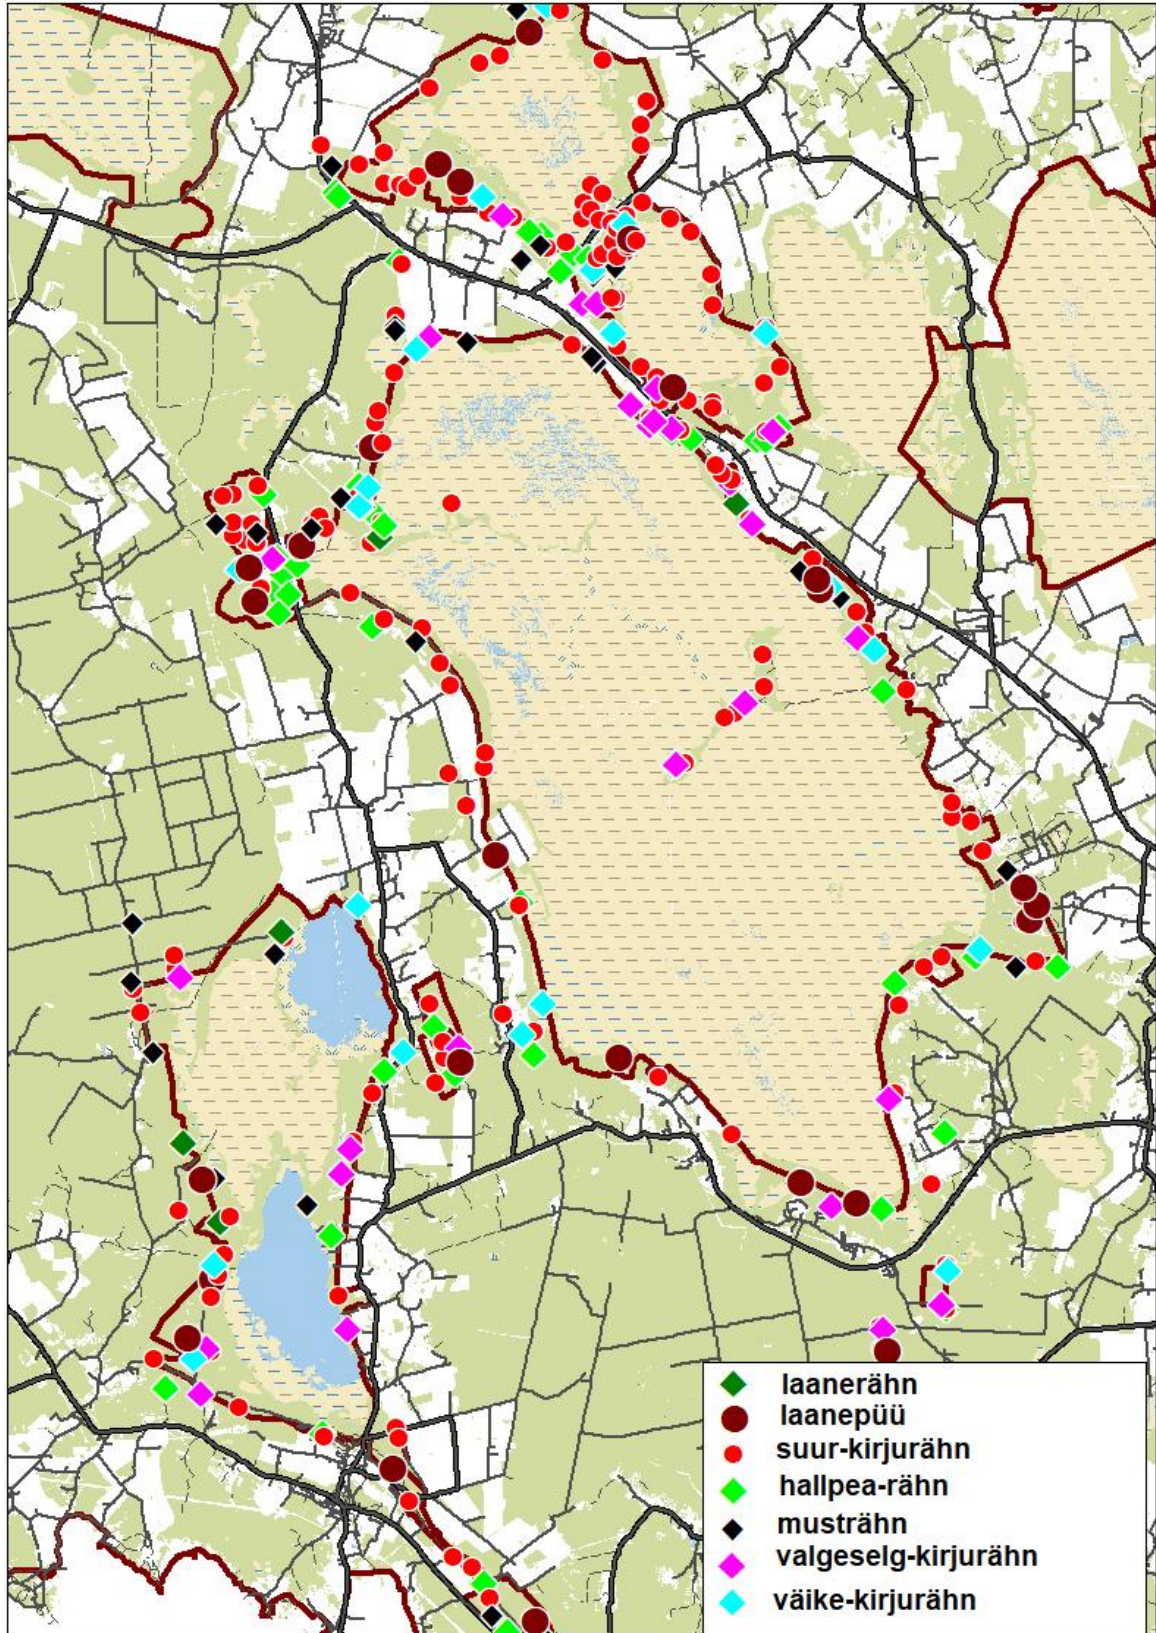 laanerähn
laanepüü
suur-kirjurähn
hallpea-rähn
musträhn
valgeselg-kirjurähn
väike-kirjurähn